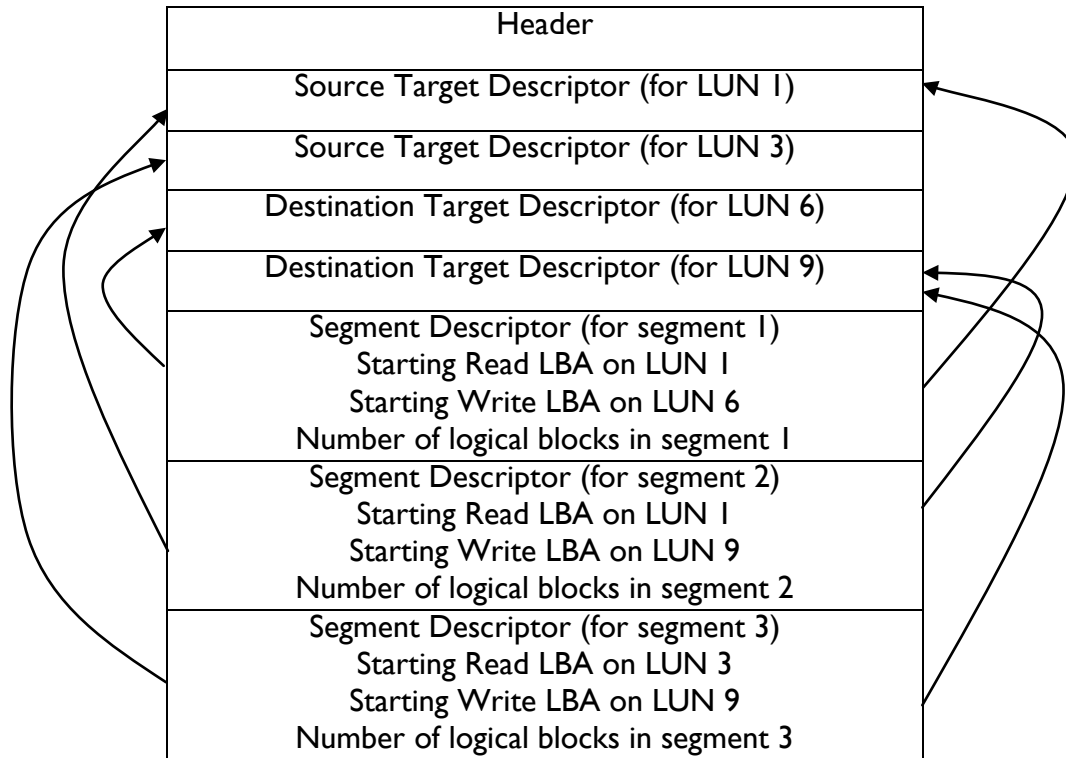 Header
Source Target Descriptor (for LUN 1)
Source Target Descriptor (for LUN 3)
Destination Target Descriptor (for LUN 6)
Destination Target Descriptor (for LUN 9)
Segment Descriptor (for segment 1)
Starting Read LBA on LUN 1
Starting Write LBA on LUN 6
Number of logical blocks in segment 1
Segment Descriptor (for segment 2)
Starting Read LBA on LUN 1
Starting Write LBA on LUN 9
Number of logical blocks in segment 2
Segment Descriptor (for segment 3)
Starting Read LBA on LUN 3
Starting Write LBA on LUN 9
Number of logical blocks in segment 3